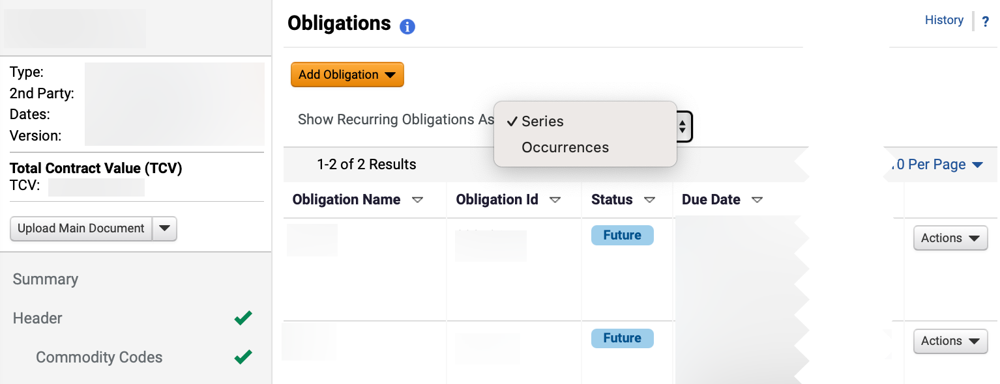 Type:
2nd Party:
Dates:
Version:
Total Contract Value (TCV)
TCV:
Upload Main Document
Summary
Header
Commodity Codes
Obligations
History
?
Add Obligation
Show Recurring Obligations As
✓ Series
Occurrences
1-2 of 2 Results
0 Per Page
Obligation Name
Obligation Id
Status
Due Date
Future
Actions
Future
Actions